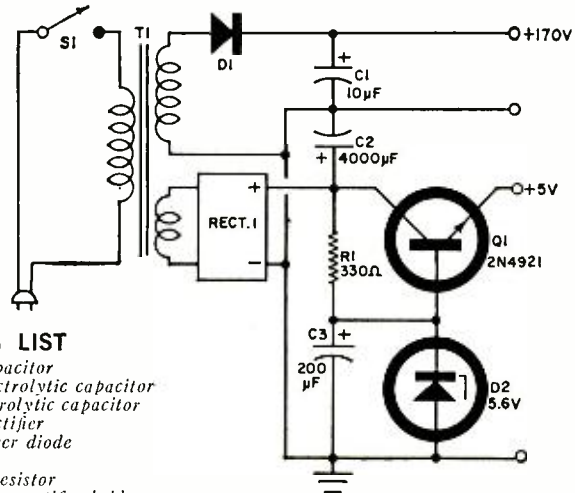 S1
T1
D1
+170V
+
C1
10µF
C2
4000µF
+
+
RECT.1
−
+5V
Q1
2N4921
R1
330Ω
C3
+
200
µF
D2
5.6V
LIST
pacitor
ctrolytic capacitor
rolytic capacitor
ctifier
er diode
esistor